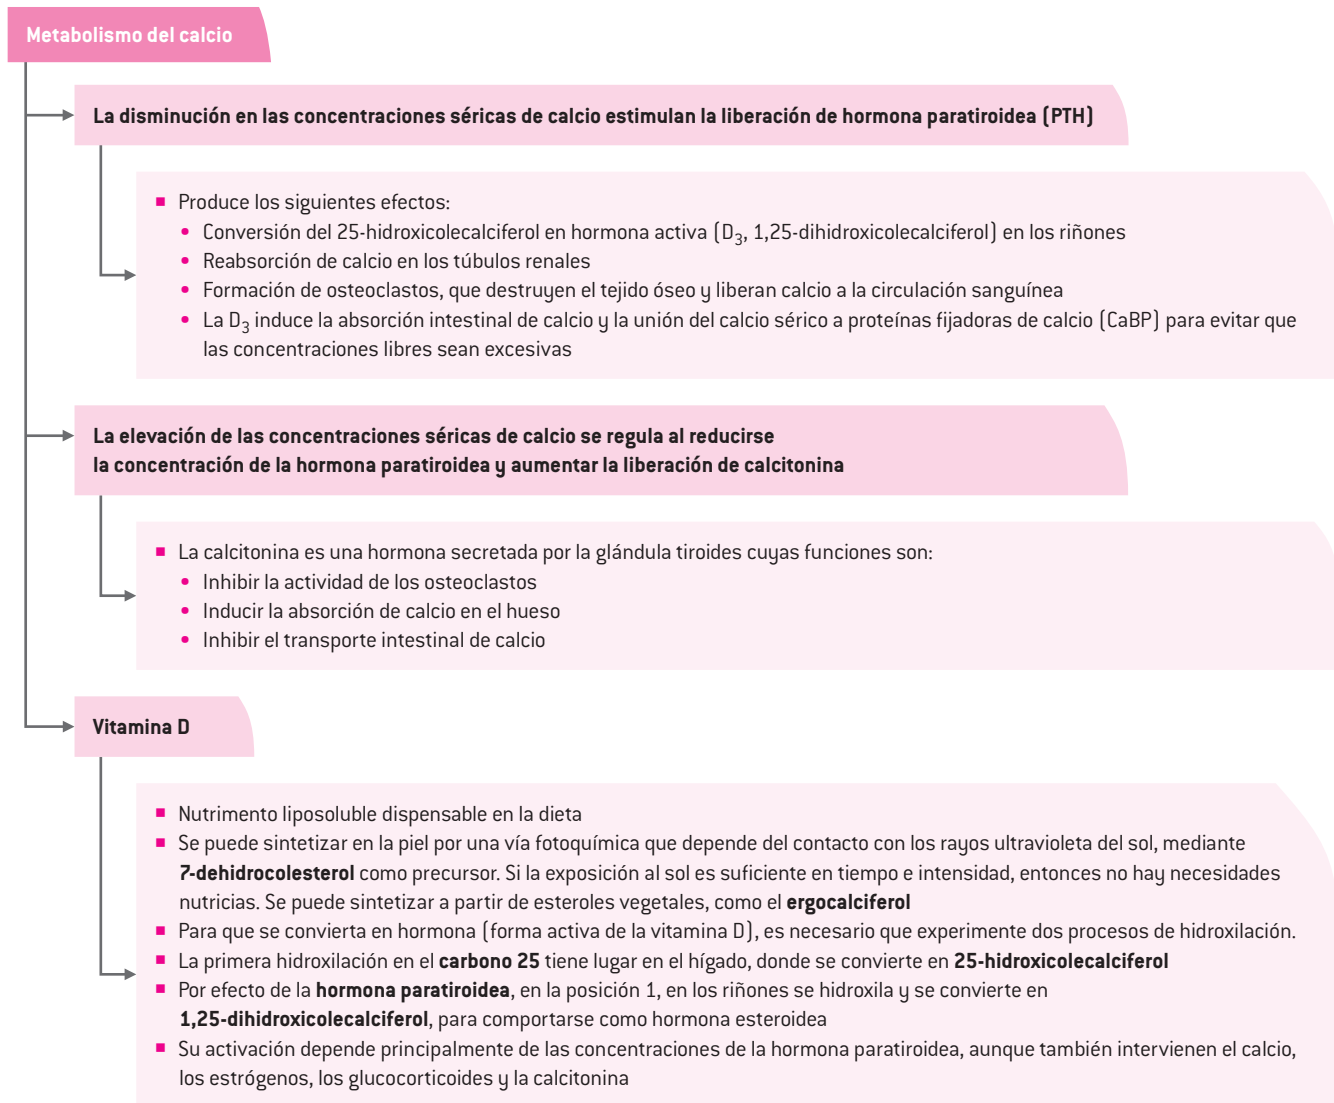 Metabolismo del calcio
La disminución en las concentraciones séricas de calcio estimulan la liberación de hormona paratiroidea (PTH)
■ Produce los siguientes efectos:
• Conversión del 25-hidroxicolecalciferol en hormona activa (D₃, 1,25-dihidroxicolecalciferol) en los riñones
• Reabsorción de calcio en los túbulos renales
• Formación de osteoclastos, que destruyen el tejido óseo y liberan calcio a la circulación sanguínea
• La D₃ induce la absorción intestinal de calcio y la unión del calcio sérico a proteínas fijadoras de calcio (CaBP) para evitar que
las concentraciones libres sean excesivas
La elevación de las concentraciones séricas de calcio se regula al reducirse
la concentración de la hormona paratiroidea y aumentar la liberación de calcitonina
■ La calcitonina es una hormona secretada por la glándula tiroides cuyas funciones son:
• Inhibir la actividad de los osteoclastos
• Inducir la absorción de calcio en el hueso
• Inhibir el transporte intestinal de calcio
Vitamina D
■ Nutrimento liposoluble dispensable en la dieta
■ Se puede sintetizar en la piel por una vía fotoquímica que depende del contacto con los rayos ultravioleta del sol, mediante
7-dehidrocolesterol como precursor. Si la exposición al sol es suficiente en tiempo e intensidad, entonces no hay necesidades
nutricias. Se puede sintetizar a partir de esteroles vegetales, como el ergocalciferol
■ Para que se convierta en hormona (forma activa de la vitamina D), es necesario que experimente dos procesos de hidroxilación.
■ La primera hidroxilación en el carbono 25 tiene lugar en el hígado, donde se convierte en 25-hidroxicolecalciferol
■ Por efecto de la hormona paratiroidea, en la posición 1, en los riñones se hidroxila y se convierte en
1,25-dihidroxicolecalciferol, para comportarse como hormona esteroidea
■ Su activación depende principalmente de las concentraciones de la hormona paratiroidea, aunque también intervienen el calcio,
los estrógenos, los glucocorticoides y la calcitonina